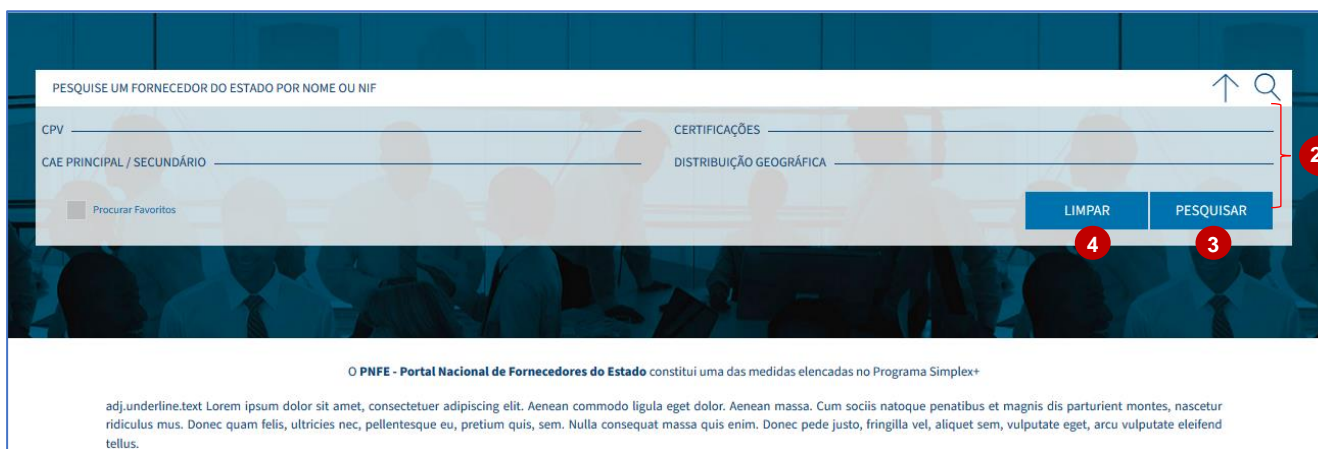 PESQUISE UM FORNECEDOR DO ESTADO POR NOME OU NIF
CPV
CERTIFICAÇÕES
CAE PRINCIPAL / SECUNDÁRIO
DISTRIBUIÇÃO GEOGRÁFICA
2
Procurar Favoritos
LIMPAR
PESQUISAR
4
3
O PNFE - Portal Nacional de Fornecedores do Estado constitui uma das medidas elencadas no Programa Simplex+
adj.underline.text Lorem ipsum dolor sit amet, consectetuer adipiscing elit. Aenean commodo ligula eget dolor. Aenean massa. Cum sociis natoque penatibus et magnis dis parturient montes, nascetur
ridiculus mus. Donec quam felis, ultricies nec, pellentesque eu, pretium quis, sem. Nulla consequat massa quis enim. Donec pede justo, fringilla vel, aliquet sem, vulputate eget, arcu vulputate eleifend
tellus.